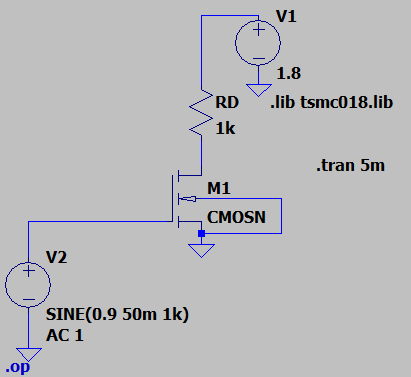 V1
1.8
.lib tsmc018.lib
RD
1k
.tran 5m
M1
CMOSN
V2
SINE(0.9 50m 1k)
AC 1
.op